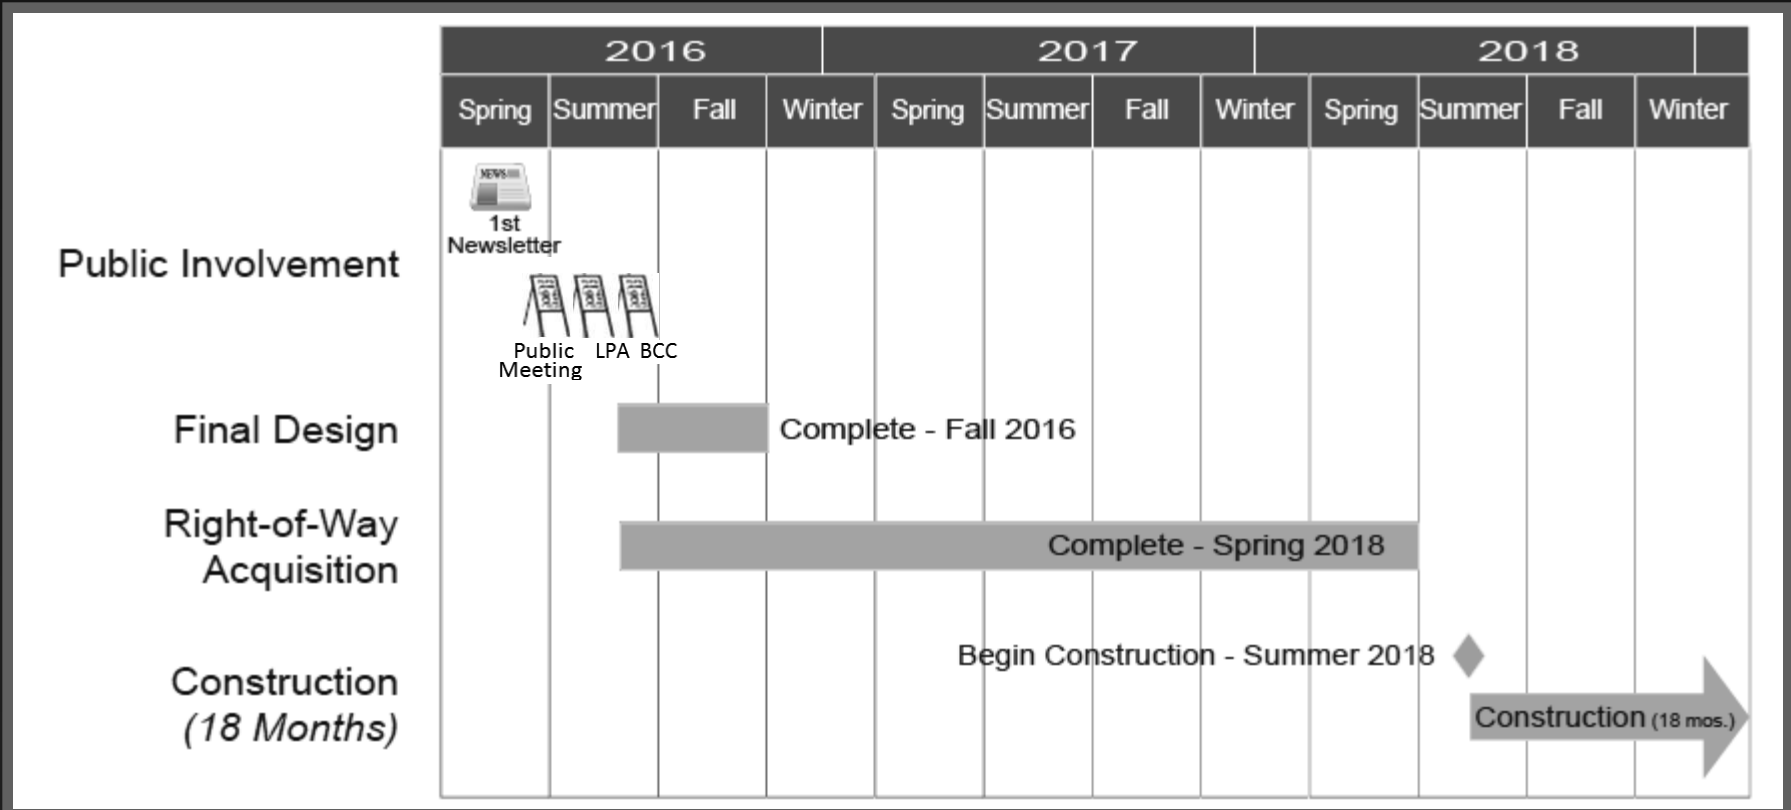 2016 2017 2018
Spring Summer Fall Winter Spring Summer Fall Winter Spring Summer Fall Winter
NEWS
1st
Newsletter
Public Involvement
Public LPA BCC
Meeting
Final Design
Complete - Fall 2016
Right-of-Way
Acquisition
Complete - Spring 2018
Begin Construction - Summer 2018
Construction
(18 Months)
Construction (18 mos.)